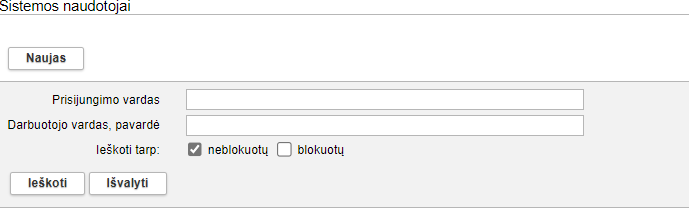 Sistemos naudotojai
Naujas
Prisijungimo vardas
Darbuotojo vardas, pavardė
Ieškoti tarp: neblokuotų blokuotų
Ieškoti Išvalyti